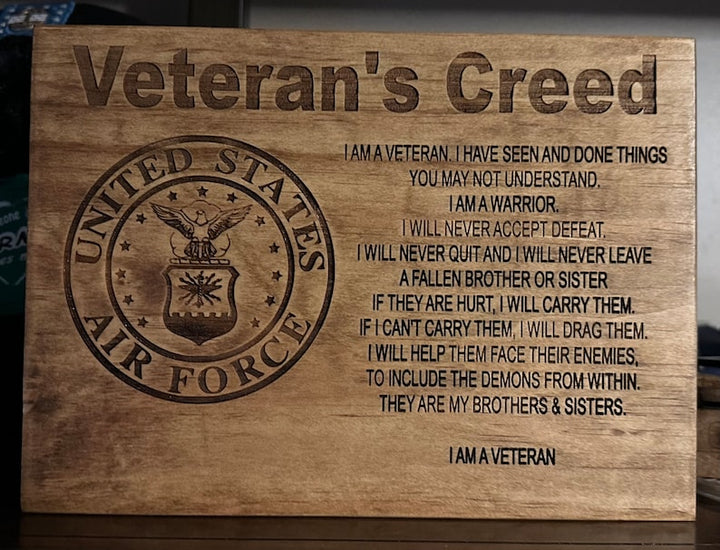 Veteran's Creed
UNITED STATES
AIR FORCE
I AM A VETERAN. I HAVE SEEN AND DONE THINGS
YOU MAY NOT UNDERSTAND.
I AM A WARRIOR.
I WILL NEVER ACCEPT DEFEAT.
I WILL NEVER QUIT AND I WILL NEVER LEAVE
A FALLEN BROTHER OR SISTER
IF THEY ARE HURT, I WILL CARRY THEM.
IF I CAN'T CARRY THEM, I WILL DRAG THEM.
I WILL HELP THEM FACE THEIR ENEMIES,
TO INCLUDE THE DEMONS FROM WITHIN.
THEY ARE MY BROTHERS & SISTERS.
I AM A VETERAN